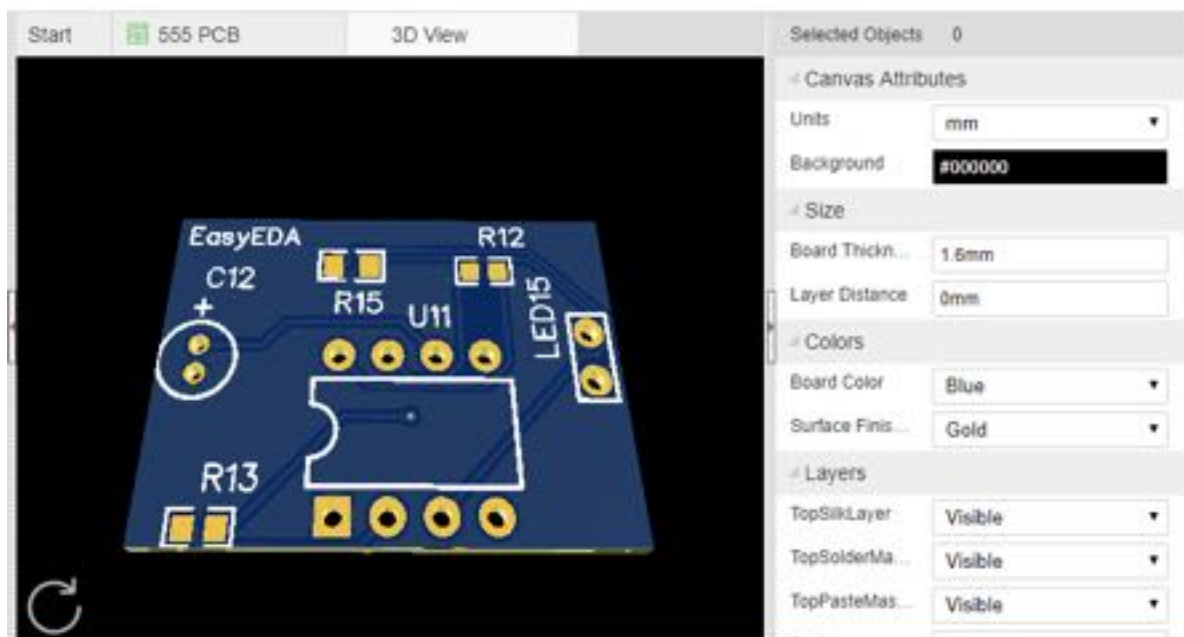 Start 555 PCB 3D View
Selected Objects 0
Canvas Attributes
Units mm
Background #000000
Size
Board Thickn... 1.6mm
Layer Distance 0mm
Colors
Board Color Blue
Surface Finis... Gold
Layers
TopSilkLayer Visible
TopSolderMa... Visible
TopPasteMas... Visible
EasyEDA
R12
C12
+
R15
U11
LED15
R13